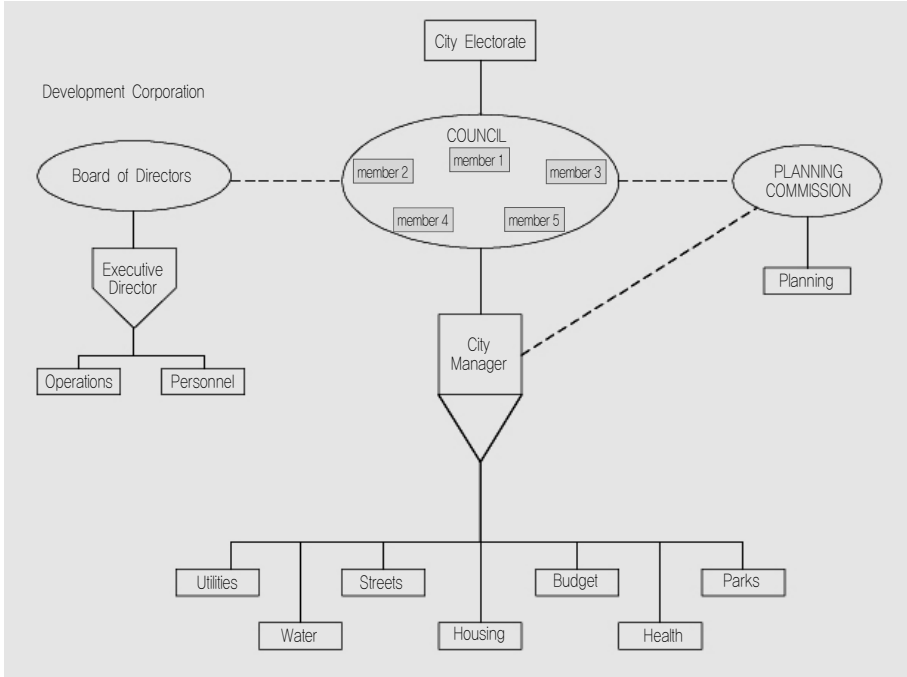 City Electorate
Development Corporation
COUNCIL
member 1
member 2
member 3
Board of Directors
PLANNING
COMMISSION
member 4
member 5
Executive
Director
Planning
City
Manager
Operations
Personnel
Utilities
Streets
Budget
Parks
Water
Housing
Health